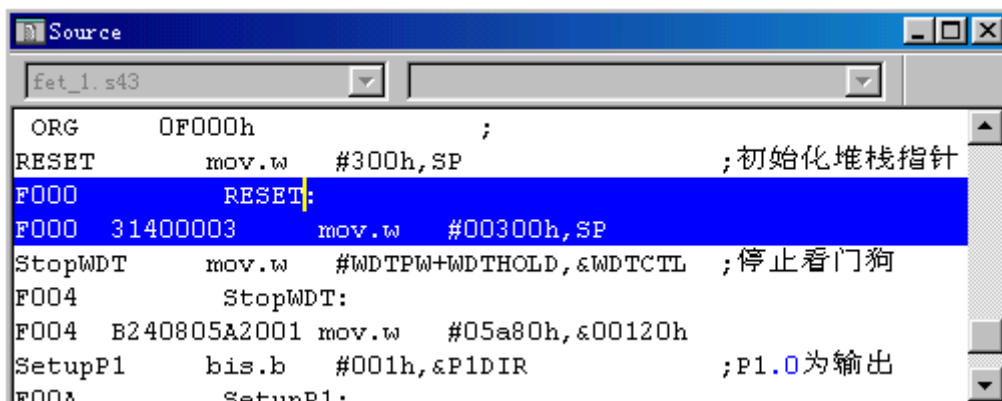 Source
fet_1.s43
ORG 0F000h ;
RESET mov.w #300h,SP ;初始化堆栈指针
F000 RESET:
F000 31400003 mov.w #00300h,SP
StopWDT mov.w #WDTPW+WDTHOLD,&WDTCTL ;停止看门狗
F004 StopWDT:
F004 B240805A2001 mov.w #05a80h,&00120h
SetupP1 bis.b #001h,&P1DIR ;P1.0为输出
F00A SetupP1: